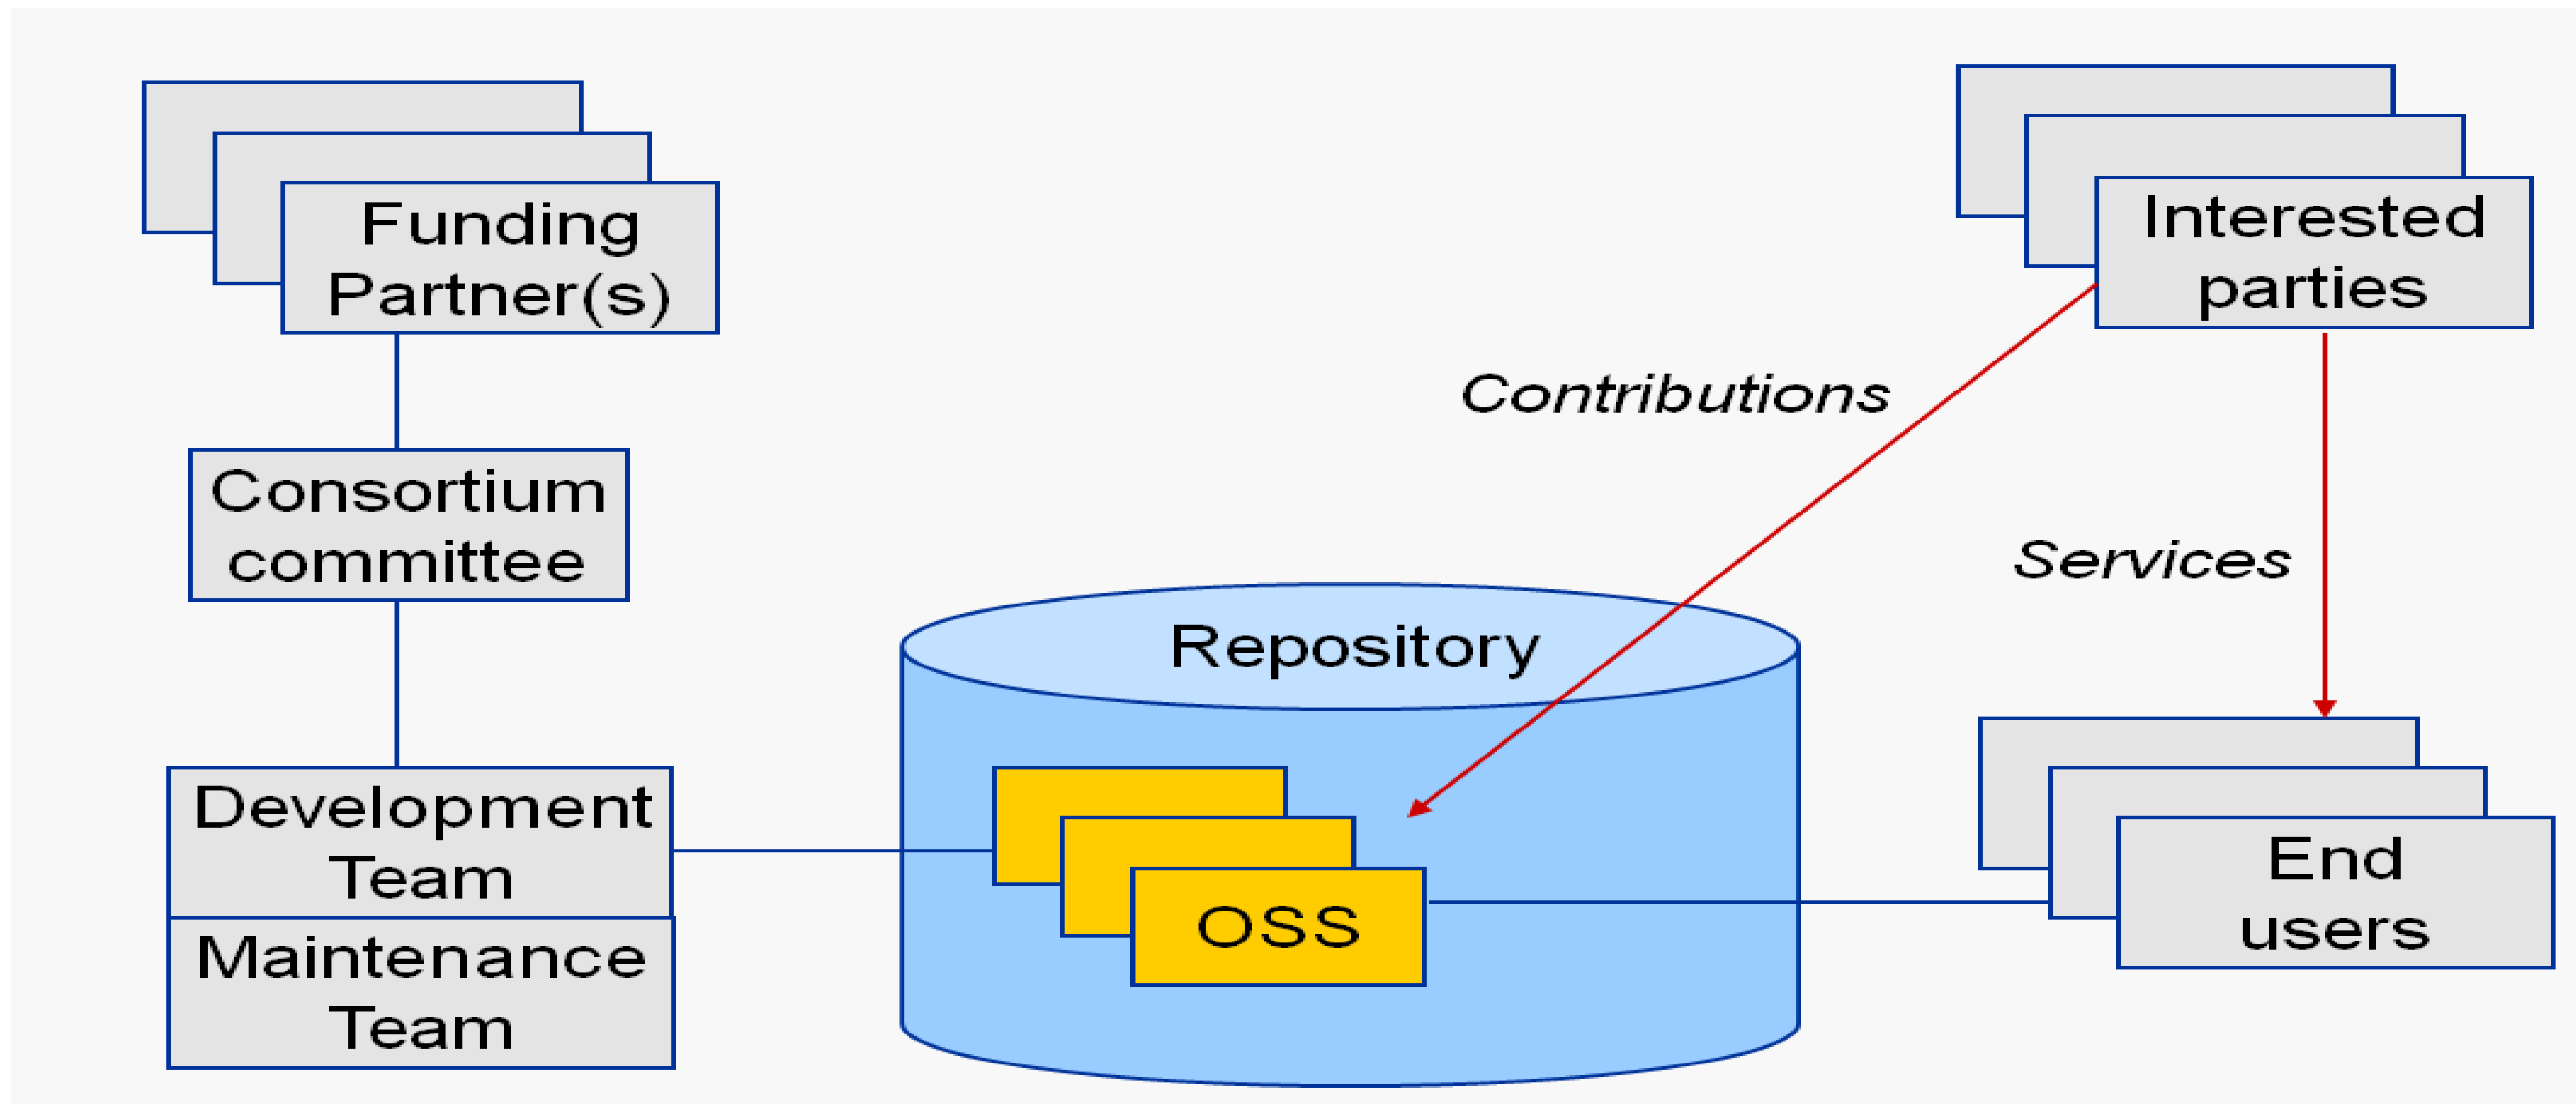 Funding
Partner(s)
Interested
parties
Contributions
Consortium
committee
Services
Repository
Development
Team
Maintenance
Team
OSS
End
users